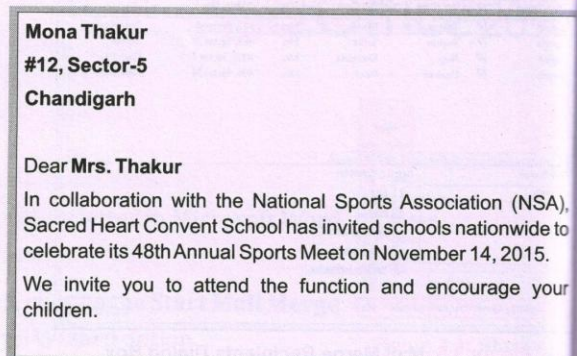 Mona Thakur
#12, Sector-5
Chandigarh
Dear Mrs. Thakur
In collaboration with the National Sports Association (NSA),
Sacred Heart Convent School has invited schools nationwide to
celebrate its 48th Annual Sports Meet on November 14, 2015.
We invite you to attend the function and encourage your
children.